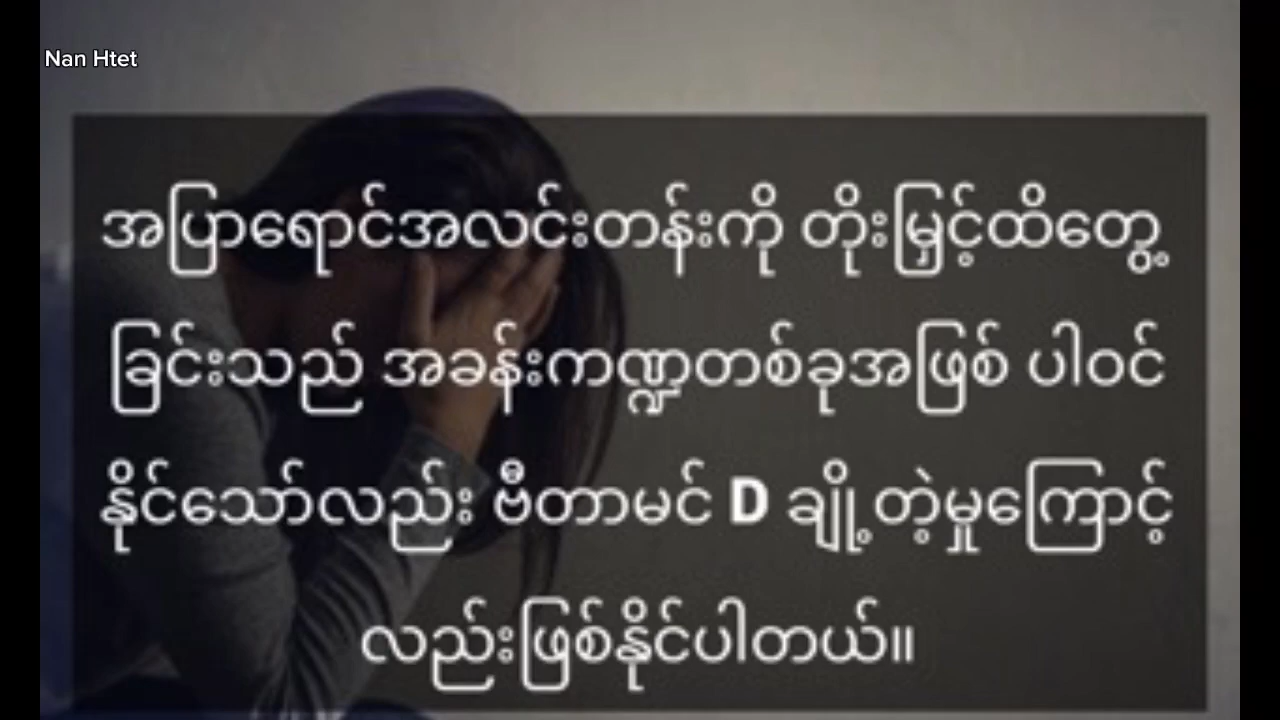 Nan Htet
အပြာရောင်အလင်းတန်းကို တိုးမြှင့်ထိတွေ့
ခြင်းသည် အခန်းကဏ္ဍတစ်ခုအဖြစ် ပါဝင်
နိုင်သော်လည်း ဗီတာမင် D ချို့တဲ့မှုကြောင့်
လည်းဖြစ်နိုင်ပါတယ်။